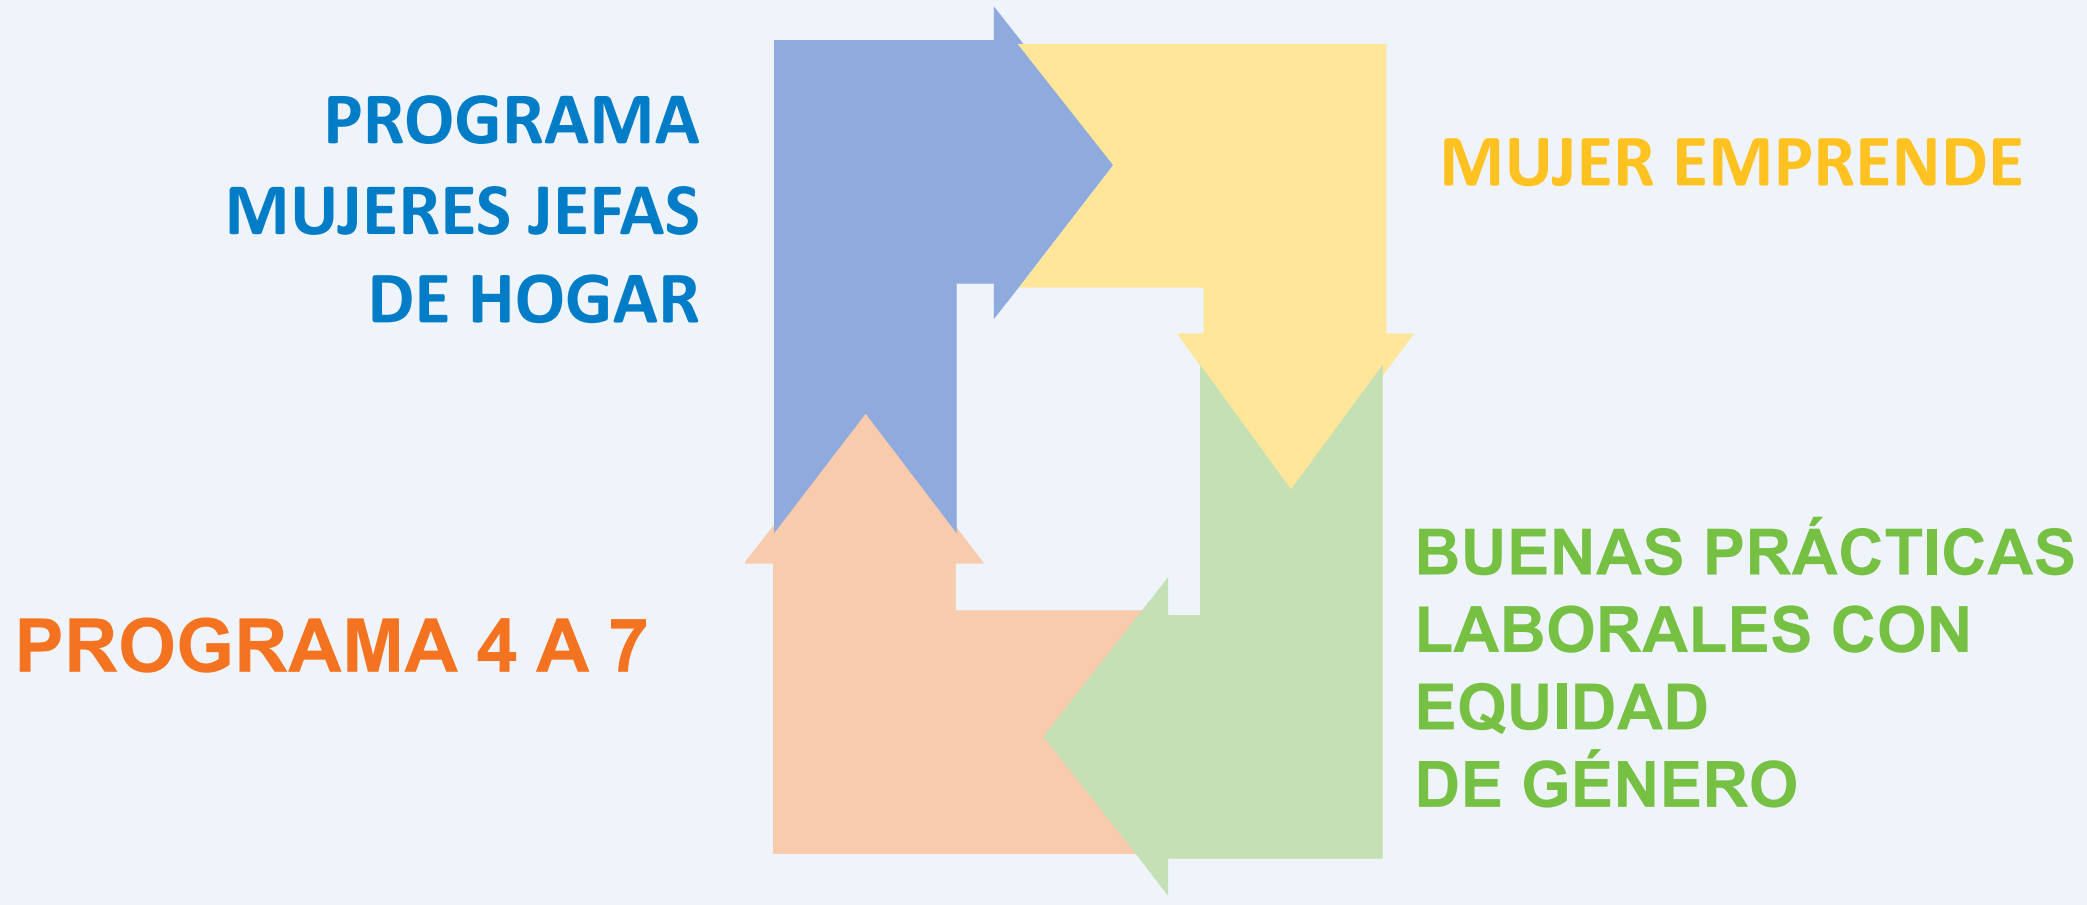 PROGRAMA
MUJERES JEFAS
DE HOGAR
MUJER EMPRENDE
BUENAS PRÁCTICAS
LABORALES CON
EQUIDAD
DE GÉNERO
PROGRAMA 4 A 7